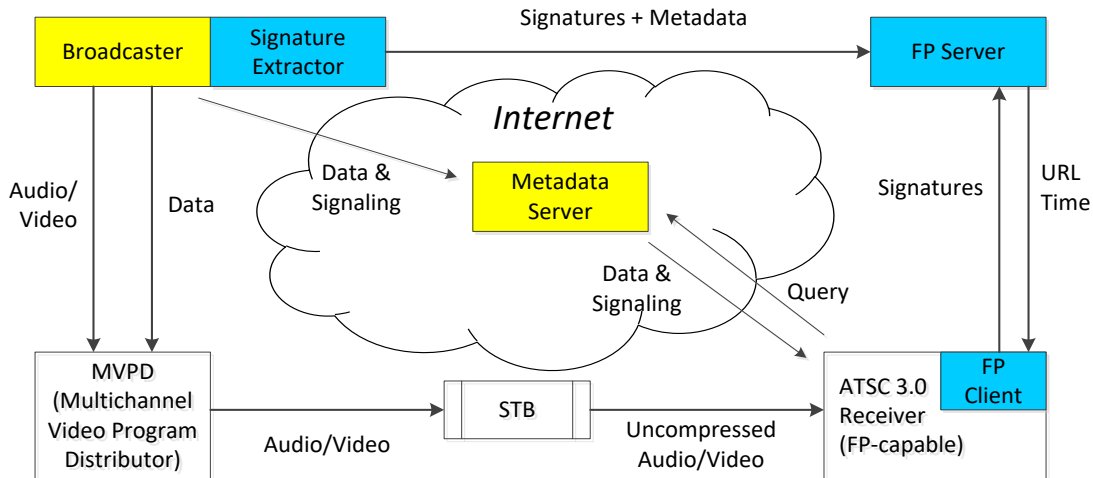 Signatures + Metadata
Broadcaster
Signature
Extractor
FP Server
Internet
Audio/
Video
Data
Data &
Signaling
Metadata
Server
Signatures
URL
Time
Data &
Signaling
Query
MVPD
(Multichannel
Video Program
Distributor)
Audio/Video
STB
Uncompressed
Audio/Video
ATSC 3.0
Receiver
(FP-capable)
FP
Client